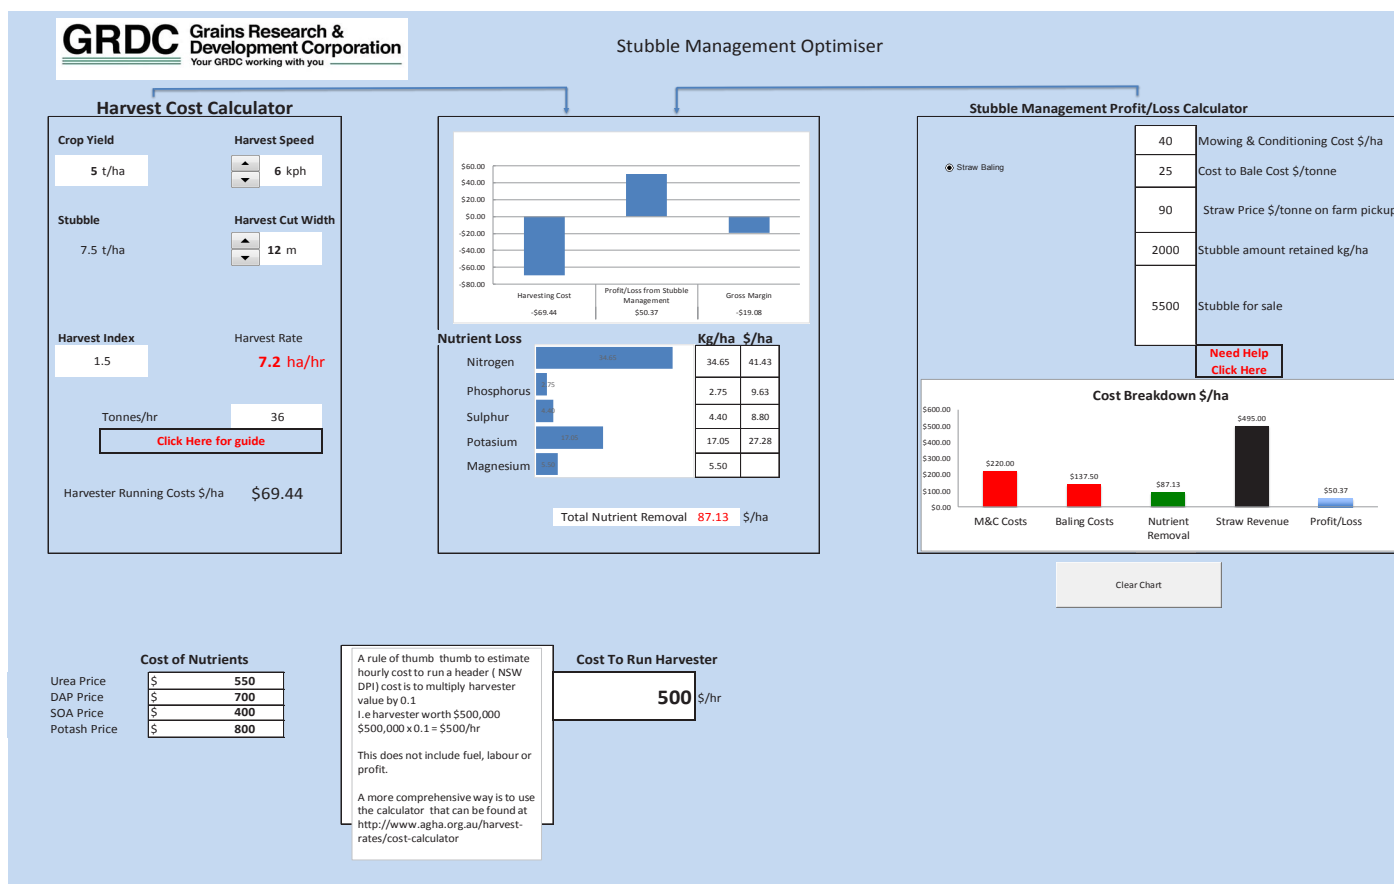 GRDC
Grains Research &
Development Corporation
Your GRDC working with you
Stubble Management Optimiser
Harvest Cost Calculator
Crop Yield
Harvest Speed
5 t/ha
6 kph
Stubble
Harvest Cut Width
7.5 t/ha
12 m
Harvest Index
Harvest Rate
1.5
7.2 ha/hr
Tonnes/hr
36
Click Here for guide
Harvester Running Costs $/ha
$69.44
$60.00
$40.00
$20.00
$0.00
-$20.00
-$40.00
-$60.00
-$80.00
Harvesting Cost
Profit/Loss from Stubble
Management
Gross Margin
-$69.44
$50.37
-$19.08
Nutrient Loss
Kg/ha $/ha
Nitrogen
34.65
34.65 41.43
Phosphorus
2.75
2.75 9.63
Sulphur
4.40
4.40 8.80
Potasium
17.05
17.05 27.28
Magnesium
5.50
5.50
Total Nutrient Removal 87.13 $/ha
Stubble Management Profit/Loss Calculator
Straw Baling
40 Mowing & Conditioning Cost $/ha
25 Cost to Bale Cost $/tonne
90 Straw Price $/tonne on farm pickup
2000 Stubble amount retained kg/ha
5500 Stubble for sale
Need Help
Click Here
Cost Breakdown $/ha
$600.00
$500.00
$400.00
$300.00
$200.00
$100.00
$0.00
$220.00
$137.50
$87.13
$495.00
$50.37
M&C Costs
Baling Costs
Nutrient
Removal
Straw Revenue
Profit/Loss
Clear Chart
Cost of Nutrients
Urea Price $ 550
DAP Price $ 700
SOA Price $ 400
Potash Price $ 800
A rule of thumb thumb to estimate
hourly cost to run a header ( NSW
DPI) cost is to multiply harvester
value by 0.1
I.e harvester worth $500,000
$500,000 x 0.1 = $500/hr
This does not include fuel, labour or
profit.
A more comprehensive way is to use
the calculator that can be found at
http://www.agha.org.au/harvest-
rates/cost-calculator
Cost To Run Harvester
500 $/hr